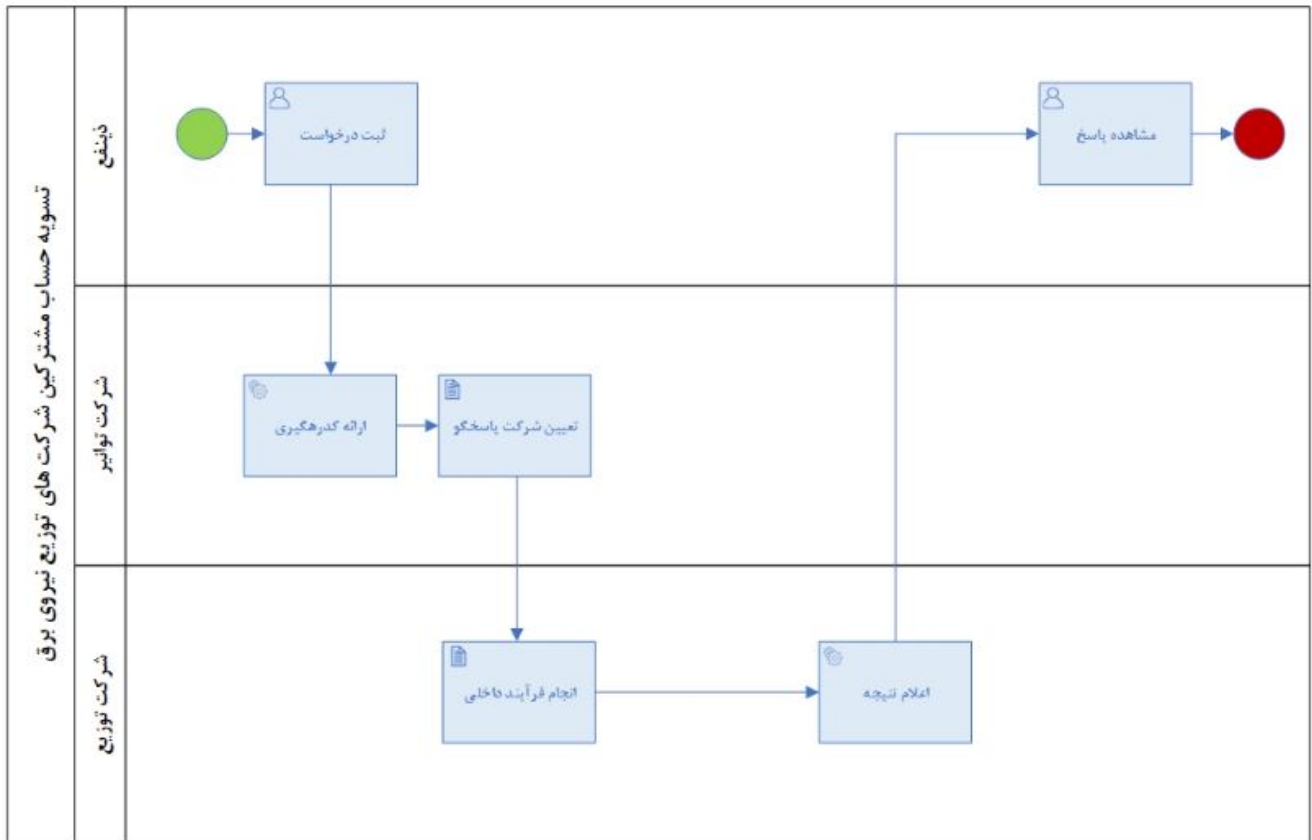 تسویه حساب مشترکین شرکت های توزیع نیروی برق
ذینفع
ثبت درخواست
مشاهده پاسخ
شرکت توانیر
ارائه کدرهگیری
تعیین شرکت پاسخگو
شرکت توزیع
انجام فرآیند داخلی
اعلام نتیجه